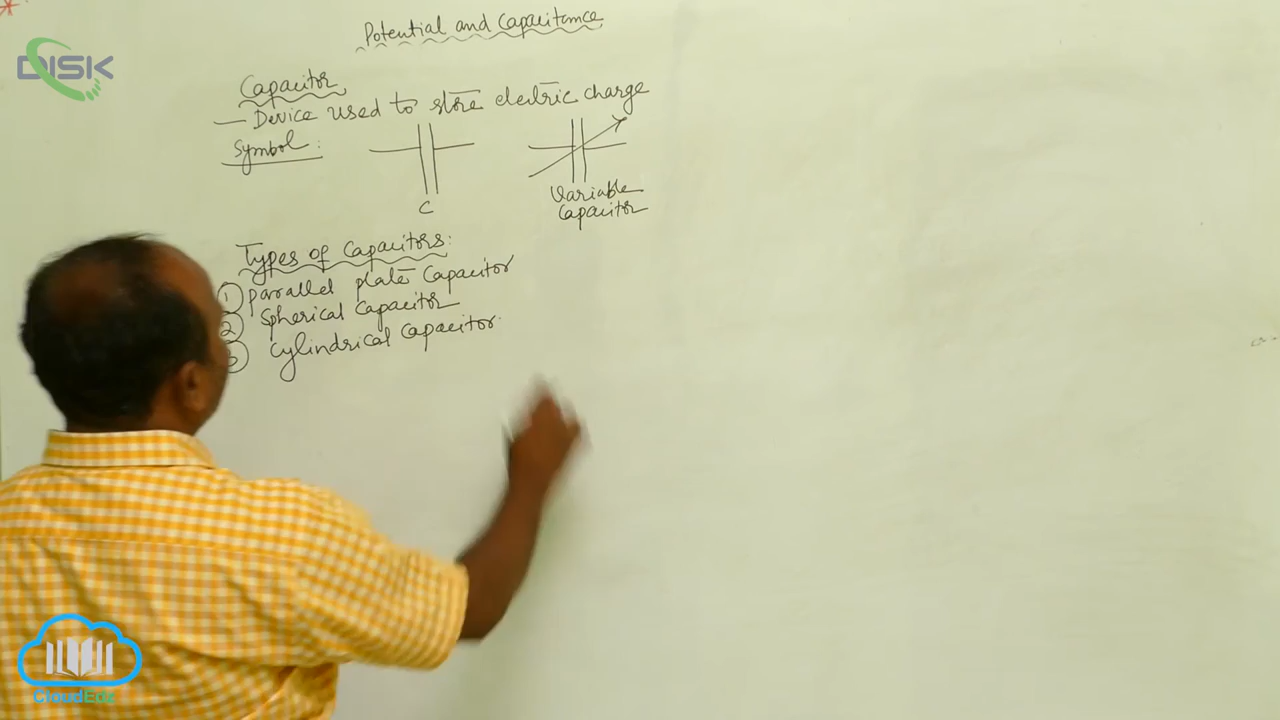 Potential and Capacitance
DISK
Capacitor
— Device used to store electric charge
Symbol :
C
Variable
Capacitor
Types of Capacitors:
① parallel plate Capacitor
② Spherical Capacitor
③ Cylindrical Capacitor
CloudEdz